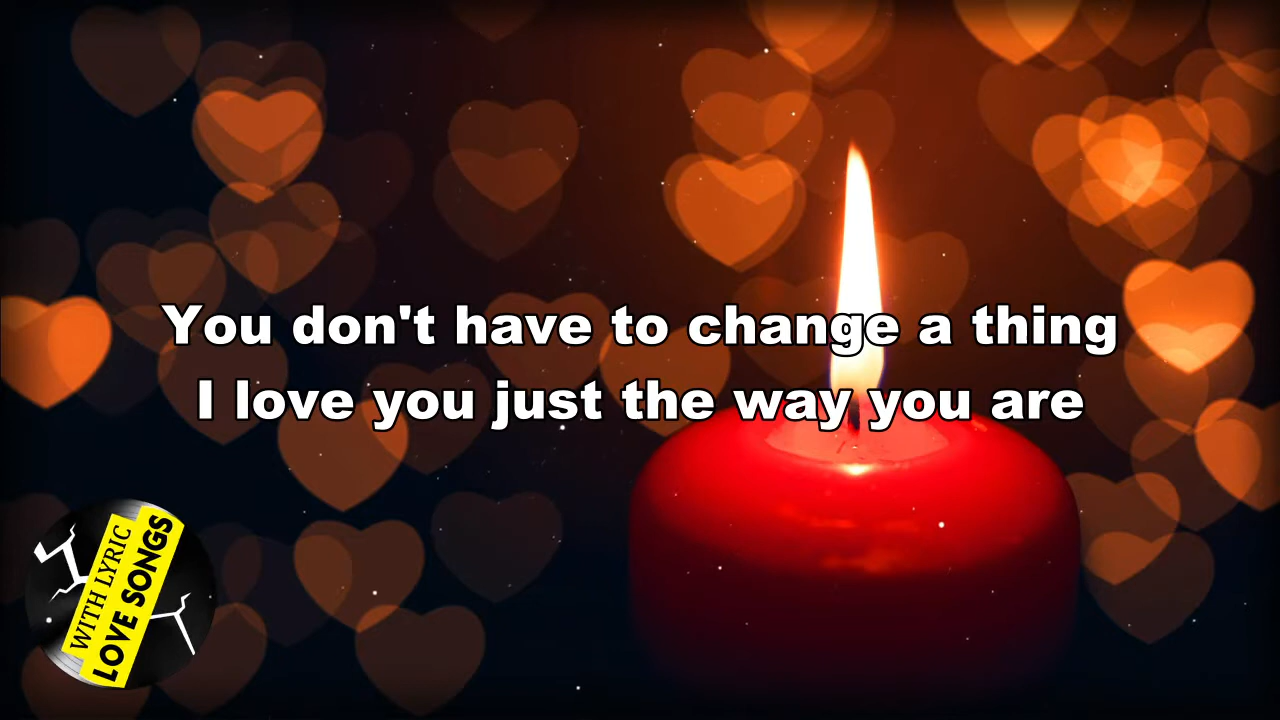 You don't have to change a thing
I love you just the way you are
WITH LYRIC
LOVE SONGS